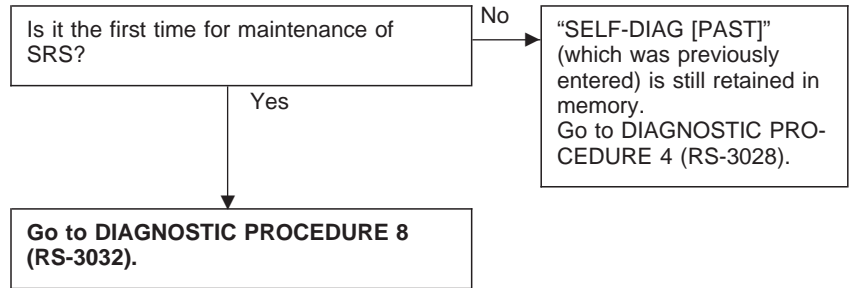 Is it the first time for maintenance of
SRS?
No
“SELF-DIAG [PAST]”
(which was previously
entered) is still retained in
memory.
Go to DIAGNOSTIC PRO-
CEDURE 4 (RS-3028).
Yes
Go to DIAGNOSTIC PROCEDURE 8
(RS-3032).